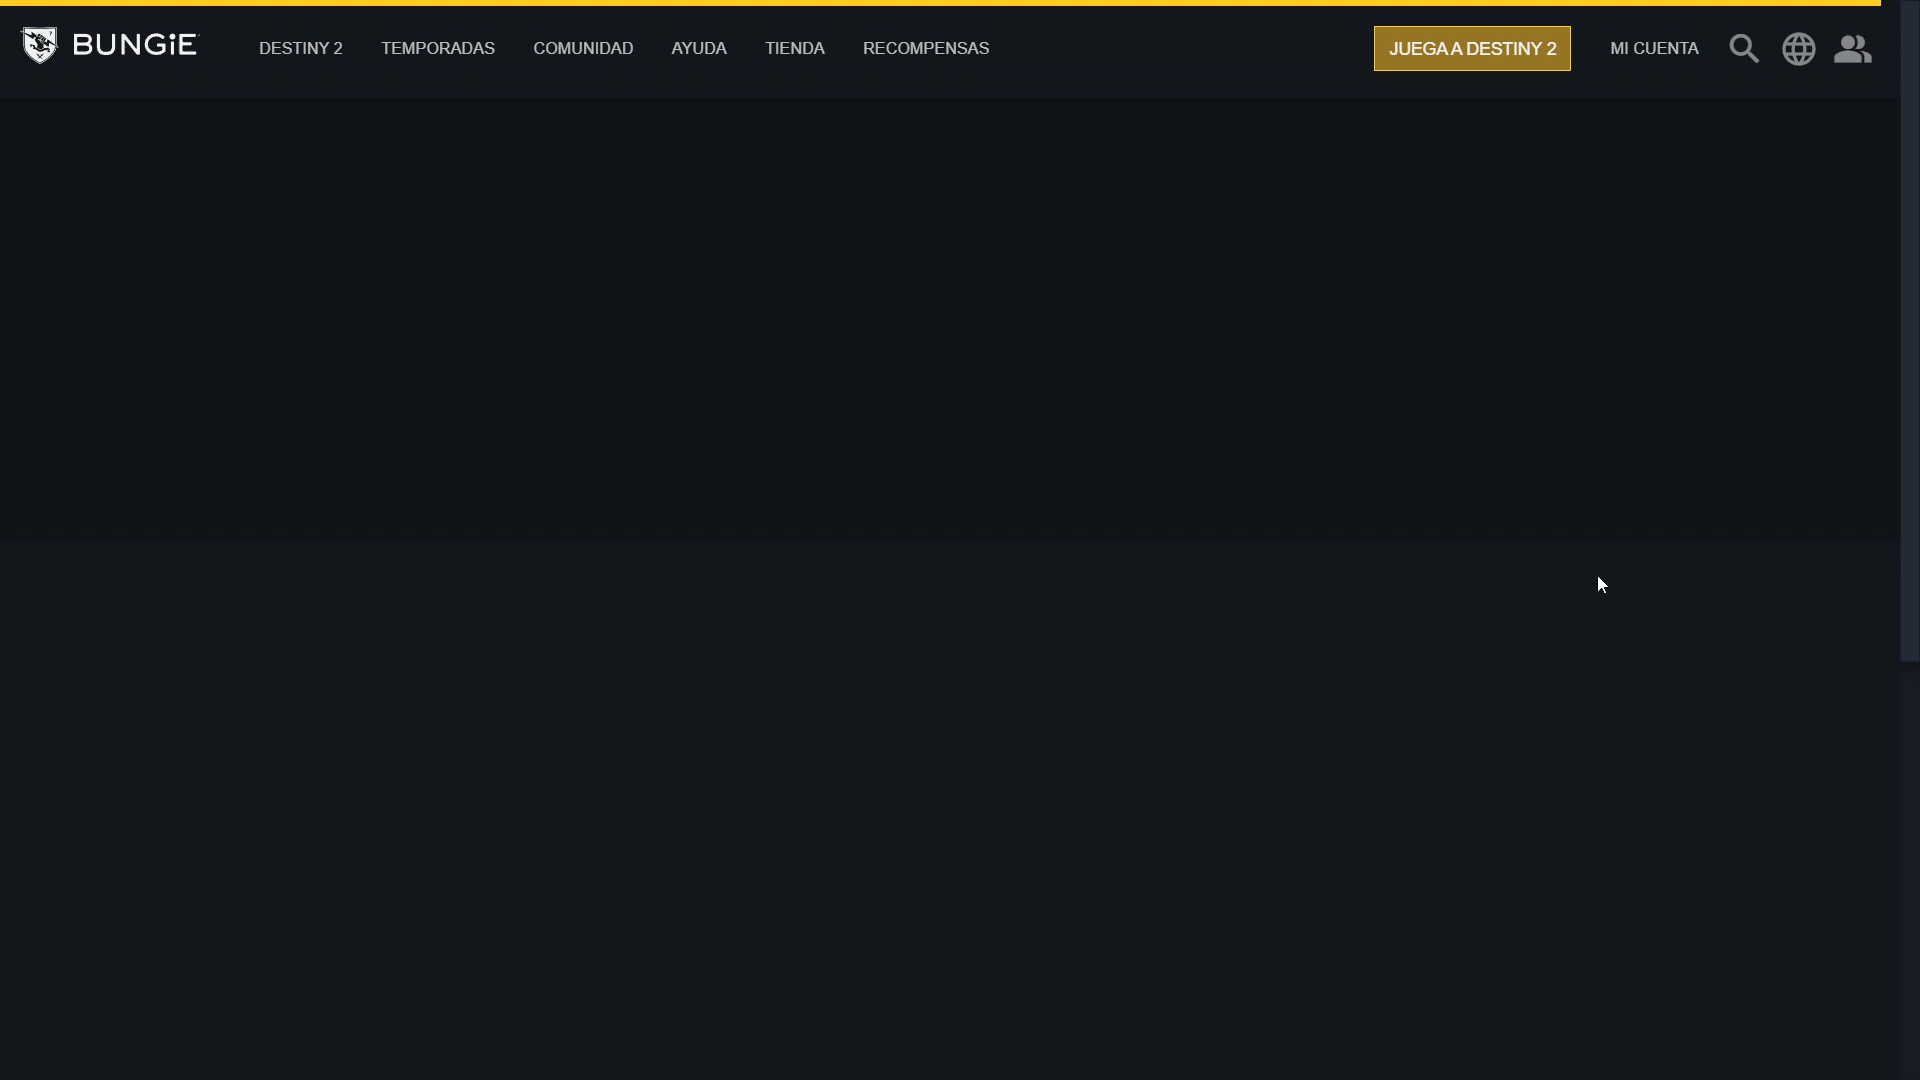 BUNGiE
DESTINY 2
TEMPORADAS
COMUNIDAD
AYUDA
TIENDA
RECOMPENSAS
JUEGA A DESTINY 2
MI CUENTA